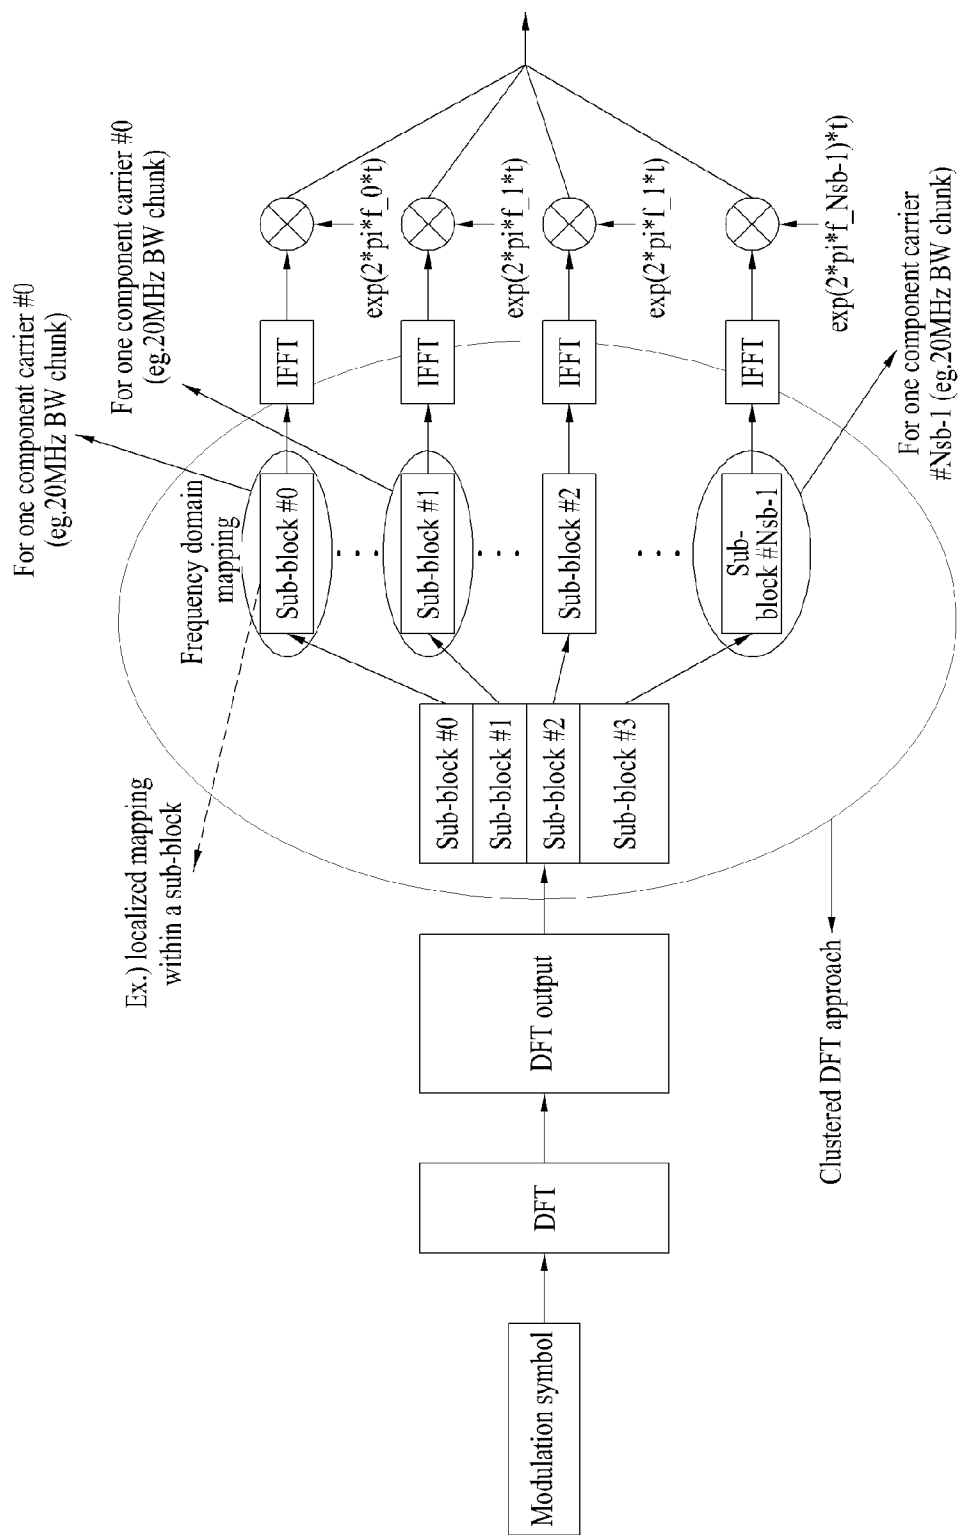 Modulation symbol
DFT
DFT output
Sub-block #0
Sub-block #1
Sub-block #2
Sub-block #3
Ex.) localized mapping
within a sub-block
Frequency domain
mapping
Sub-block #0
Sub-block #1
Sub-block #2
Sub-
block #Nsb-1
For one component carrier #0
(eg.20MHz BW chunk)
For one component carrier #0
(eg.20MHz BW chunk)
For one component carrier
#Nsb-1 (eg.20MHz BW chunk)
IFFT
IFFT
IFFT
IFFT
exp(2*pi*f_0*t)
exp(2*pi*f_1*t)
exp(2*pi*f_1*t)
exp(2*pi*f_Nsb-1)*t)
Clustered DFT approach